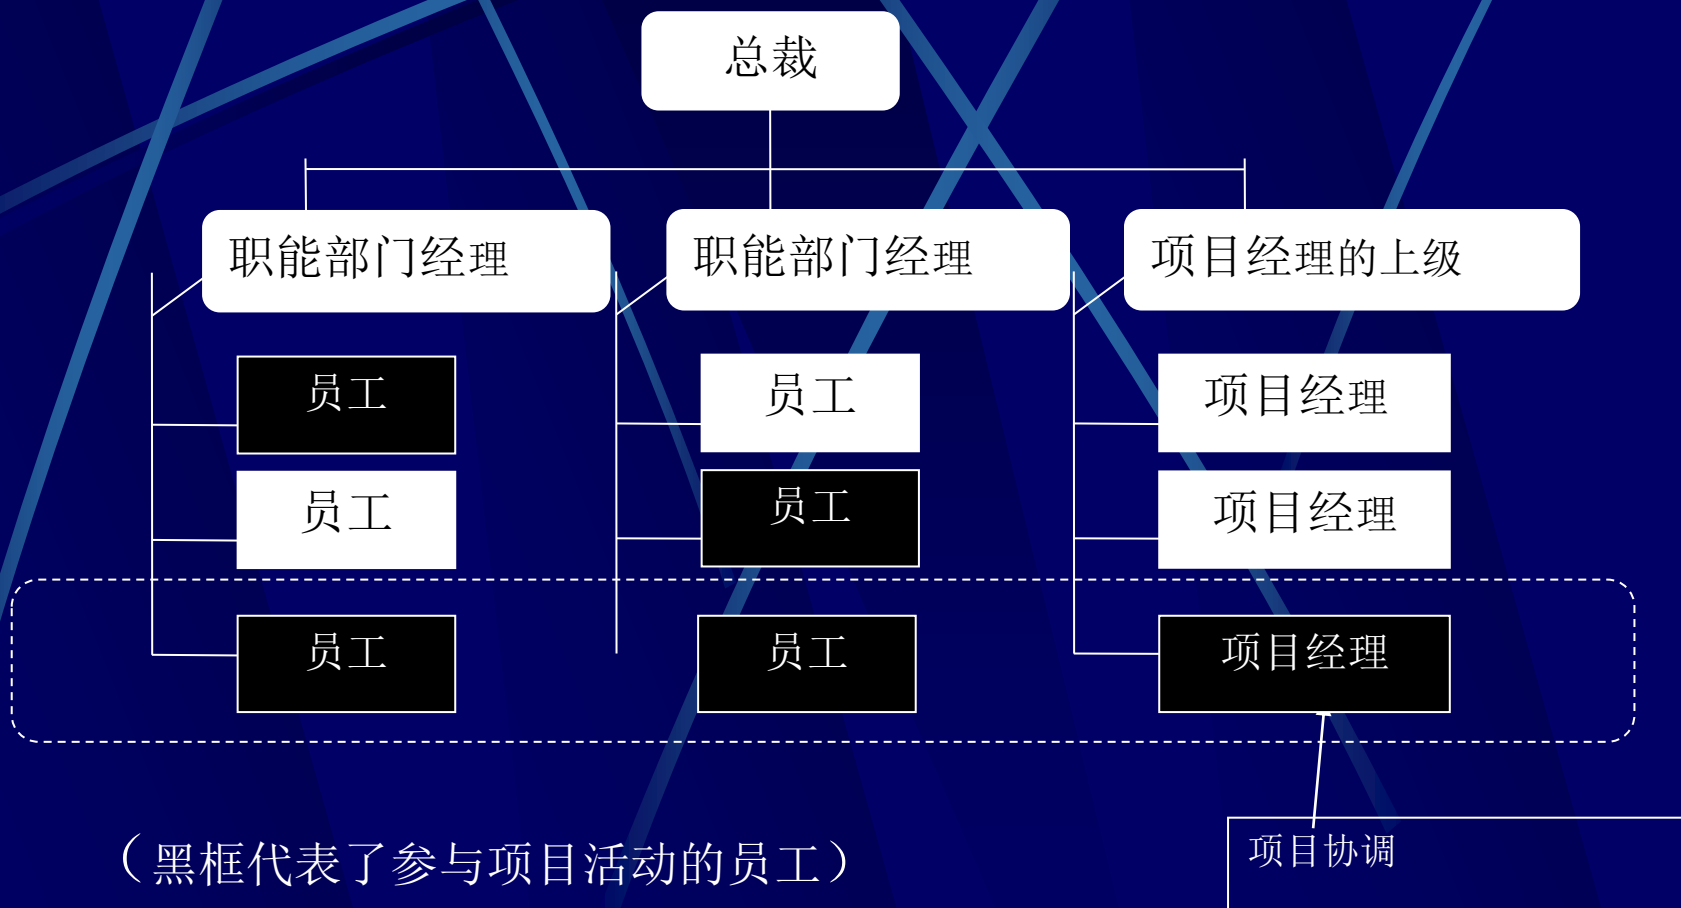 总裁
职能部门经理
职能部门经理
项目经理的上级
员工
员工
项目经理
员工
员工
项目经理
员工
员工
项目经理
（黑框代表了参与项目活动的员工）
项目协调